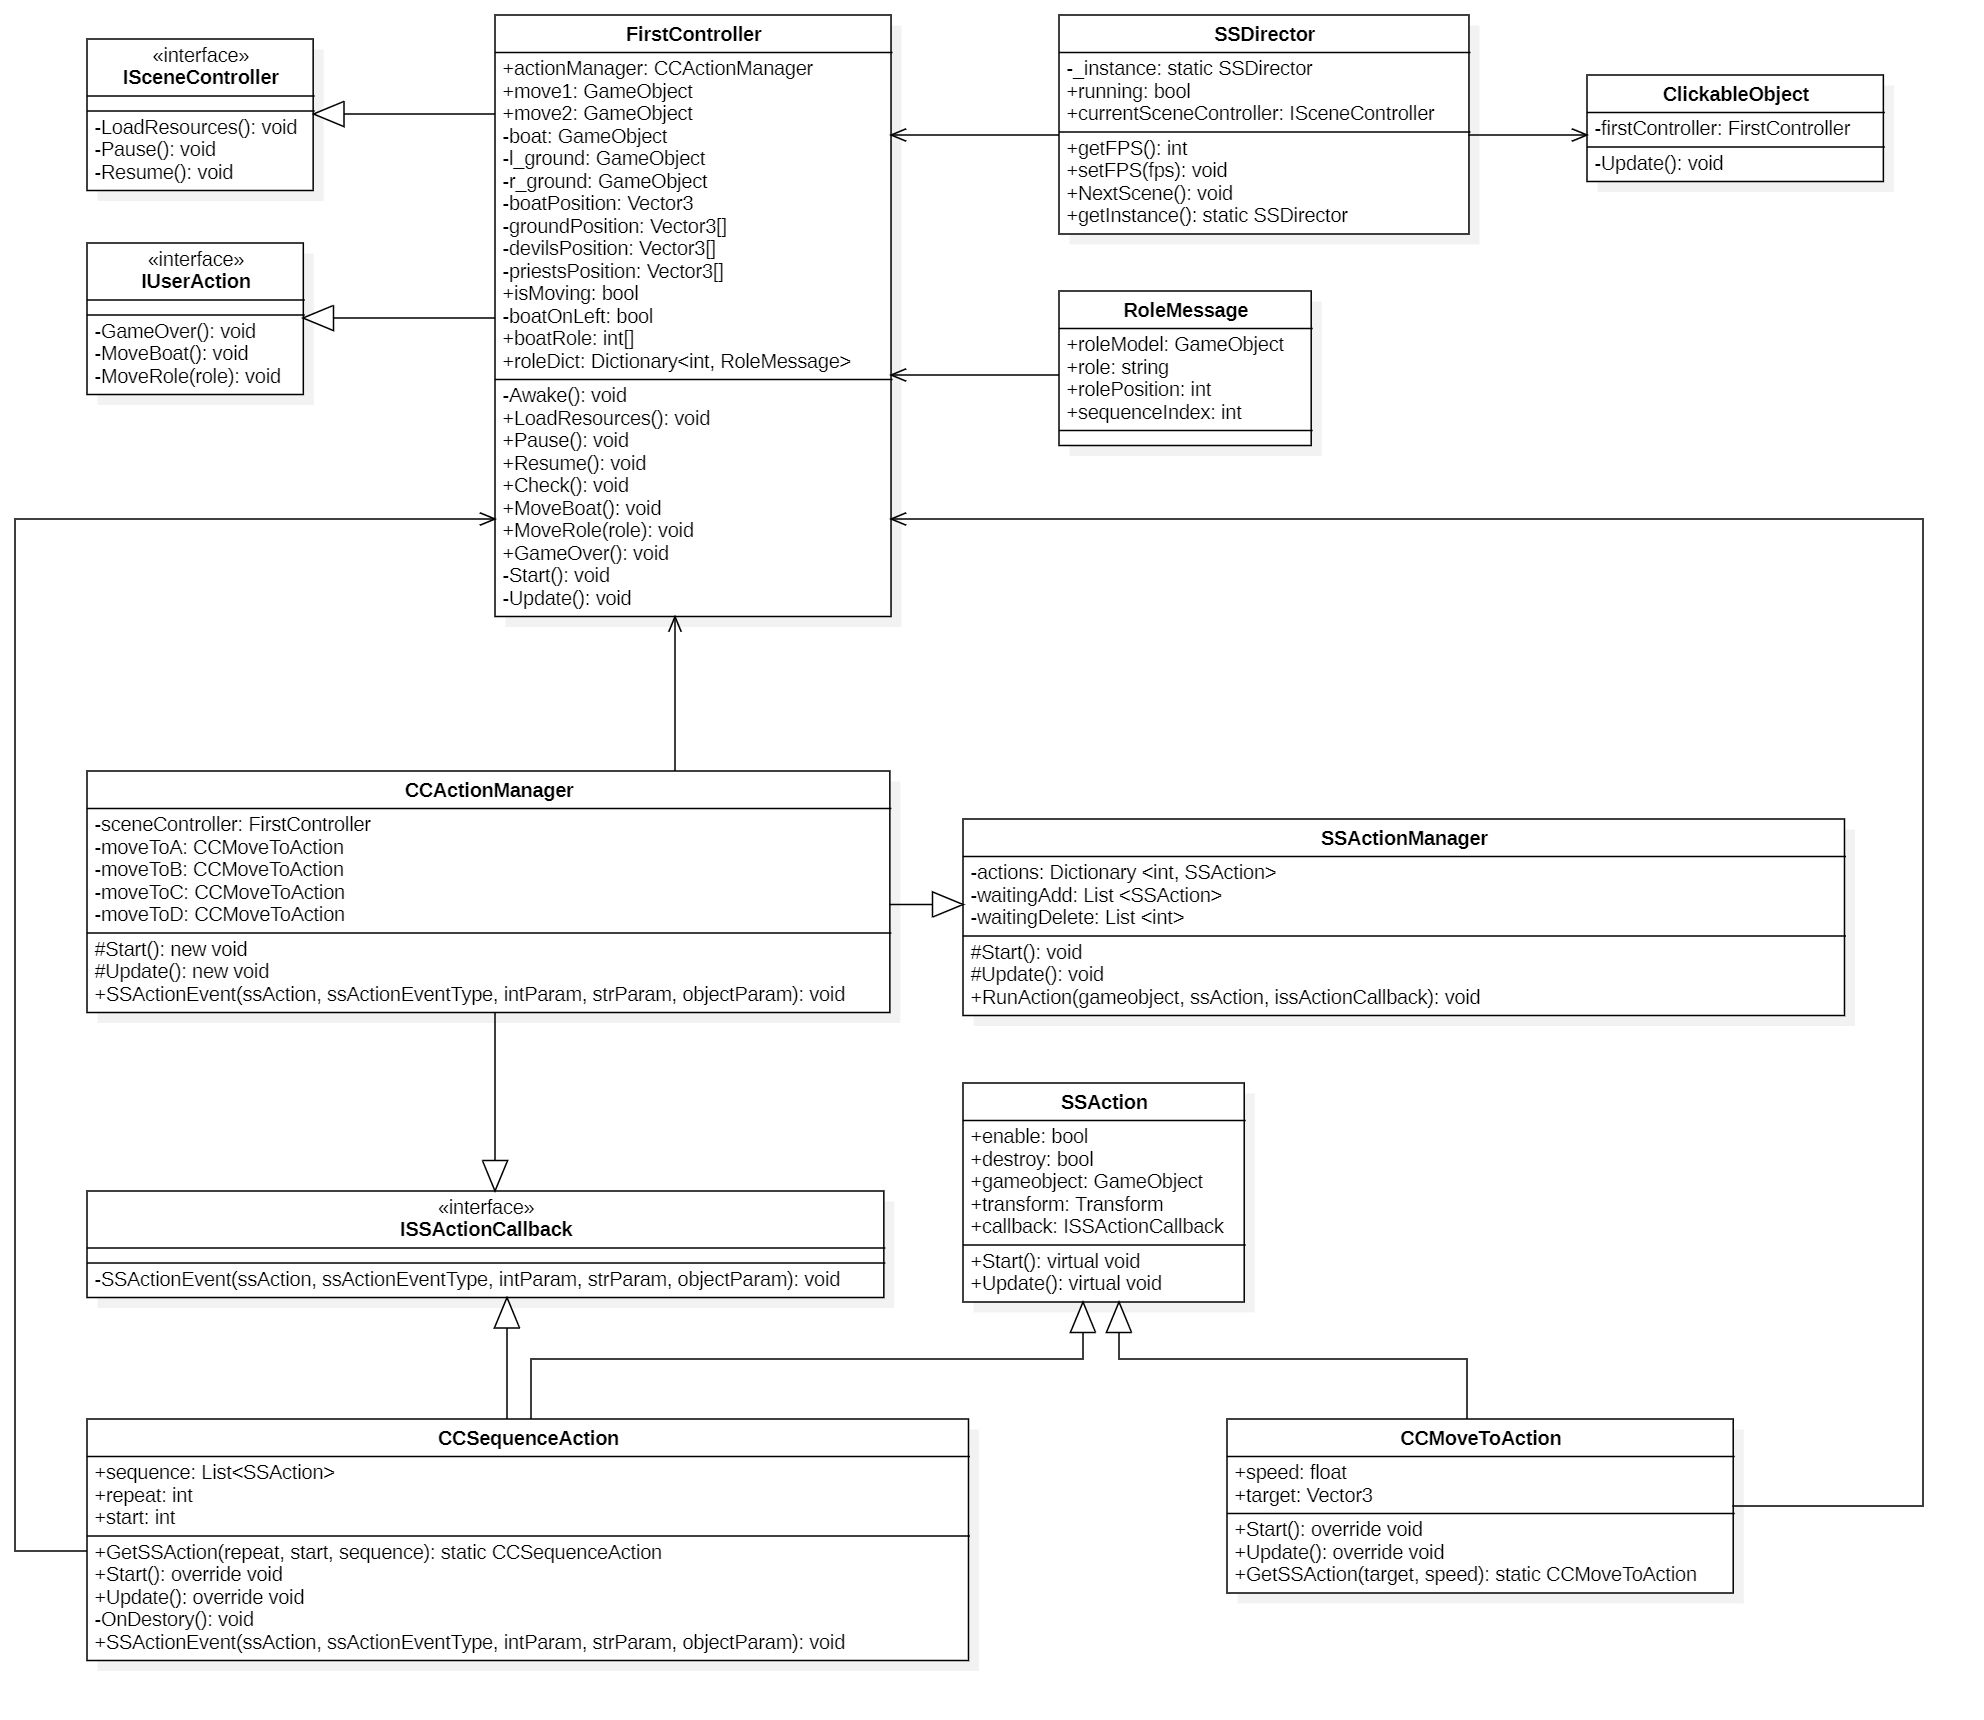 «interface»
ISceneController
-LoadResources(): void
-Pause(): void
-Resume(): void
«interface»
IUserAction
-GameOver(): void
-MoveBoat(): void
-MoveRole(role): void
FirstController
+actionManager: CCActionManager
+move1: GameObject
+move2: GameObject
-boat: GameObject
-l_ground: GameObject
-r_ground: GameObject
-boatPosition: Vector3
-groundPosition: Vector3[]
-devilsPosition: Vector3[]
-priestsPosition: Vector3[]
+isMoving: bool
-boatOnLeft: bool
+boatRole: int[]
+roleDict: Dictionary<int, RoleMessage>
-Awake(): void
+LoadResources(): void
+Pause(): void
+Resume(): void
+Check(): void
+MoveBoat(): void
+MoveRole(role): void
+GameOver(): void
-Start(): void
-Update(): void
SSDirector
-_instance: static SSDirector
+running: bool
+currentSceneController: ISceneController
+getFPS(): int
+setFPS(fps): void
+NextScene(): void
+getInstance(): static SSDirector
ClickableObject
-firstController: FirstController
-Update(): void
RoleMessage
+roleModel: GameObject
+role: string
+rolePosition: int
+sequenceIndex: int
CCActionManager
-sceneController: FirstController
-moveToA: CCMoveToAction
-moveToB: CCMoveToAction
-moveToC: CCMoveToAction
-moveToD: CCMoveToAction
#Start(): new void
#Update(): new void
+SSActionEvent(ssAction, ssActionEventType, intParam, strParam, objectParam): void
SSActionManager
-actions: Dictionary <int, SSAction>
-waitingAdd: List <SSAction>
-waitingDelete: List <int>
#Start(): void
#Update(): void
+RunAction(gameobject, ssAction, issActionCallback): void
«interface»
ISSActionCallback
-SSActionEvent(ssAction, ssActionEventType, intParam, strParam, objectParam): void
SSAction
+enable: bool
+destroy: bool
+gameobject: GameObject
+transform: Transform
+callback: ISSActionCallback
+Start(): virtual void
+Update(): virtual void
CCSequenceAction
+sequence: List<SSAction>
+repeat: int
+start: int
+GetSSAction(repeat, start, sequence): static CCSequenceAction
+Start(): override void
+Update(): override void
-OnDestory(): void
+SSActionEvent(ssAction, ssActionEventType, intParam, strParam, objectParam): void
CCMoveToAction
+speed: float
+target: Vector3
+Start(): override void
+Update(): override void
+GetSSAction(target, speed): static CCMoveToAction